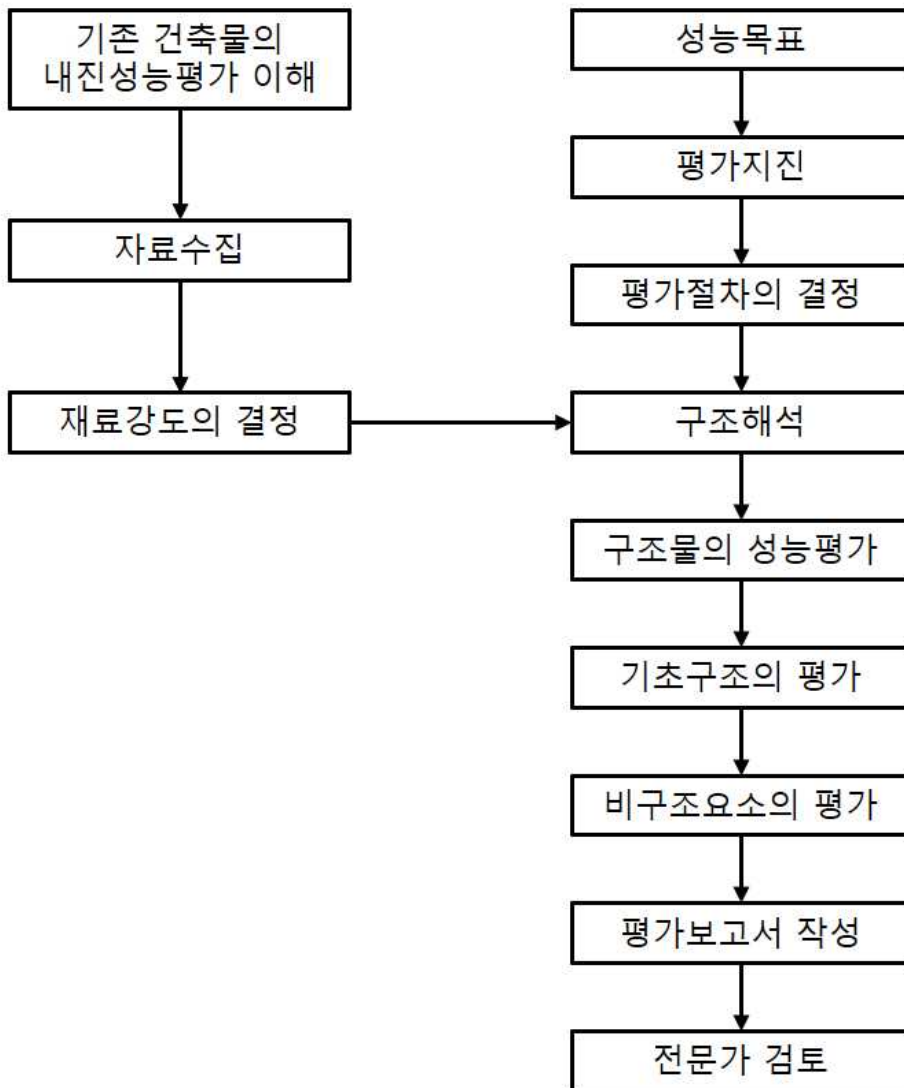 기존 건축물의
내진성능평가 이해
자료수집
재료강도의 결정
성능목표
평가지진
평가절차의 결정
구조해석
구조물의 성능평가
기초구조의 평가
비구조요소의 평가
평가보고서 작성
전문가 검토